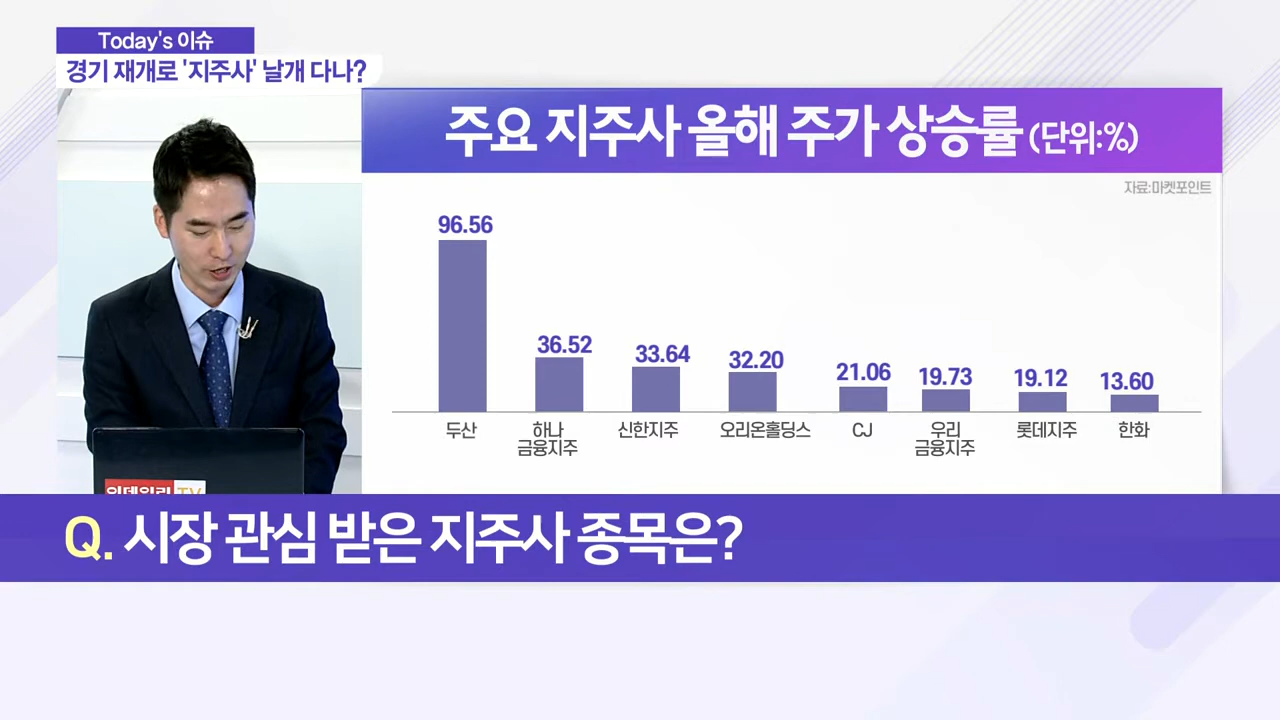 Today's 이슈
경기 재개로 '지주사' 날개 다나?
주요 지주사 올해 주가 상승률 (단위:%)
자료:마켓포인트
96.56
36.52
33.64
32.20
21.06
19.73
19.12
13.60
두산
하나
금융지주
신한지주
오리온홀딩스
CJ
우리
금융지주
롯데지주
한화
이데일리 TV
Q. 시장 관심 받은 지주사 종목은?